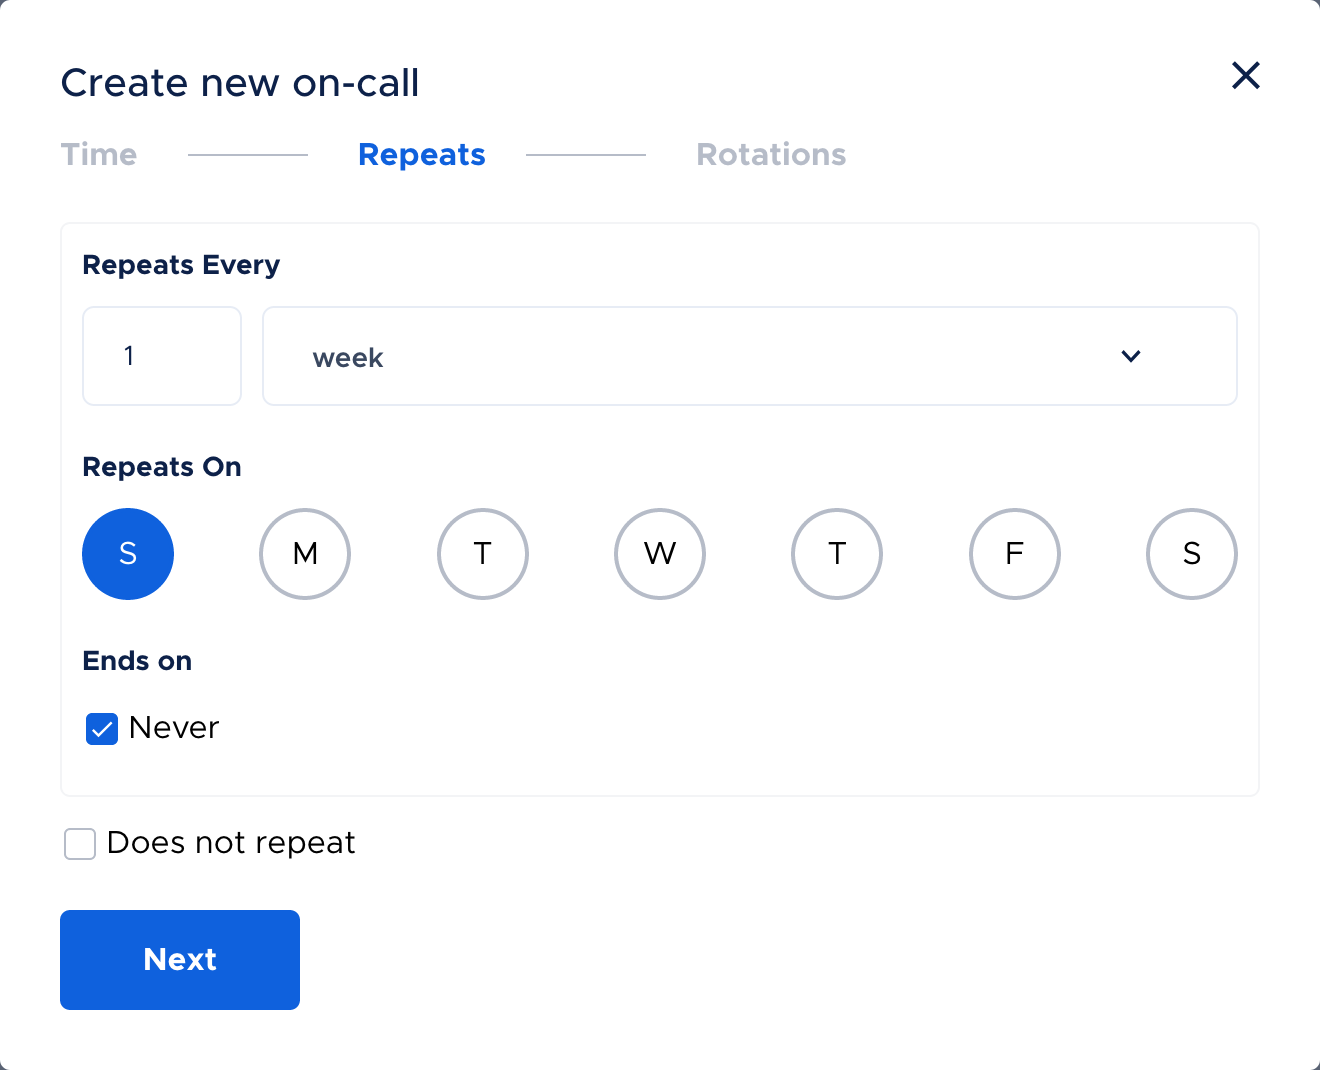 Create new on-call
Time Repeats Rotations
Repeats Every
1 week
Repeats On
S M T W T F S
Ends on
Never
Does not repeat
Next